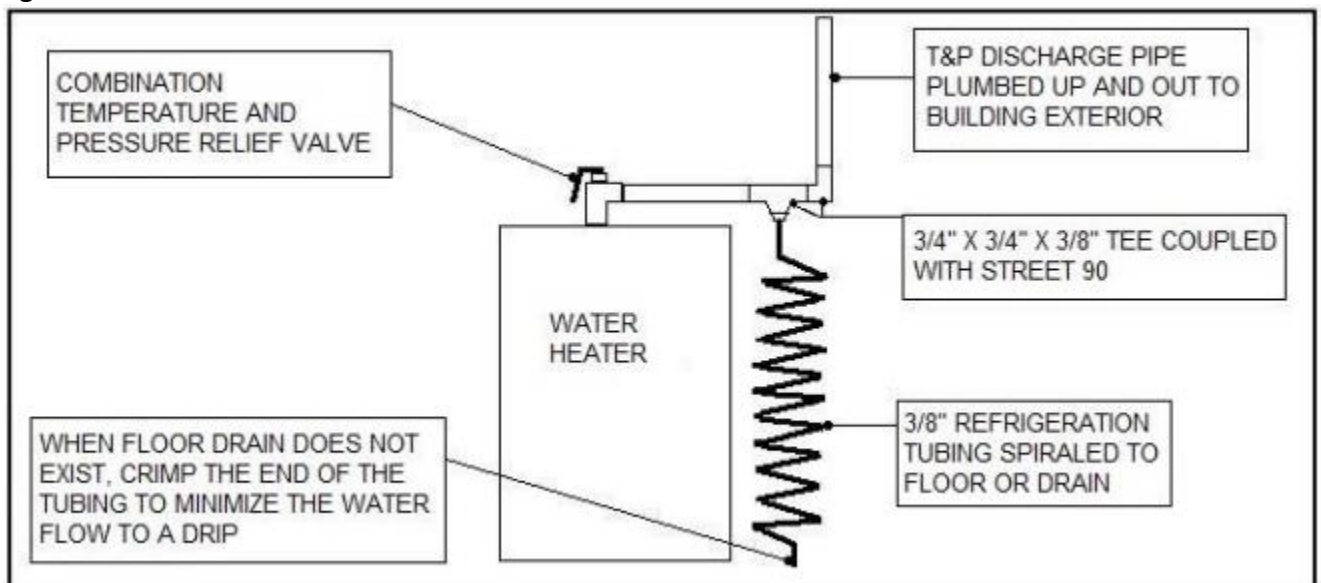 COMBINATION
TEMPERATURE AND
PRESSURE RELIEF VALVE
T&P DISCHARGE PIPE
PLUMBED UP AND OUT TO
BUILDING EXTERIOR
3/4" X 3/4" X 3/8" TEE COUPLED
WITH STREET 90
WATER
HEATER
3/8" REFRIGERATION
TUBING SPIRALED TO
FLOOR OR DRAIN
WHEN FLOOR DRAIN DOES NOT
EXIST, CRIMP THE END OF THE
TUBING TO MINIMIZE THE WATER
FLOW TO A DRIP